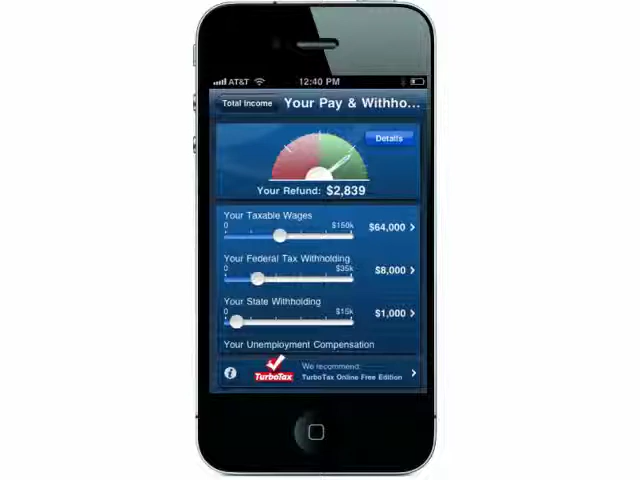 AT&T 12:40 PM
Total Income Your Pay & Withho...
Details
Your Refund: $2,839
Your Taxable Wages
0 $150k $64,000
Your Federal Tax Withholding
0 $35k $8,000
Your State Withholding
0 $15k $1,000
Your Unemployment Compensation
i TurboTax We recommend:
TurboTax Online Free Edition